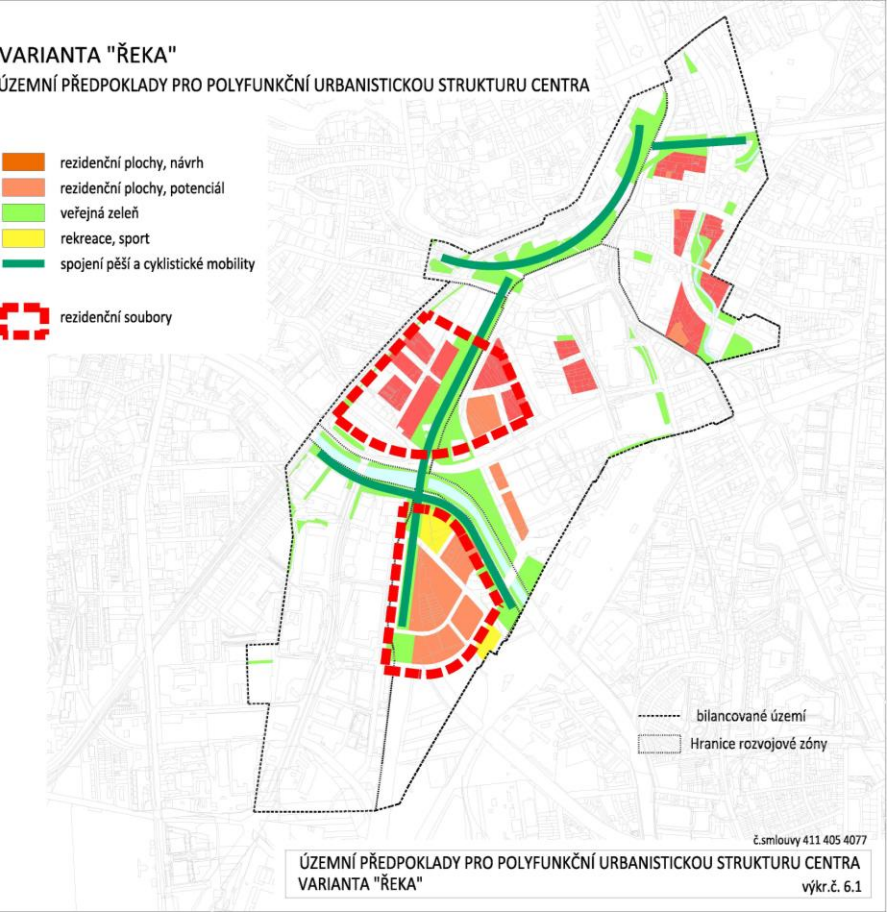 VARIANTA "ŘEKA"
ÚZEMNÍ PŘEDPOKLADY PRO POLYFUNKČNÍ URBANISTICKOU STRUKTURU CENTRA
rezidenční plochy, návrh
rezidenční plochy, potenciál
veřejná zeleň
rekreace, sport
spojení pěší a cyklistické mobility
rezidenční soubory
bilancované území
Hranice rozvojové zóny
č.smlouvy 411 405 4077
ÚZEMNÍ PŘEDPOKLADY PRO POLYFUNKČNÍ URBANISTICKOU STRUKTURU CENTRA
VARIANTA "ŘEKA"
výkr.č. 6.1